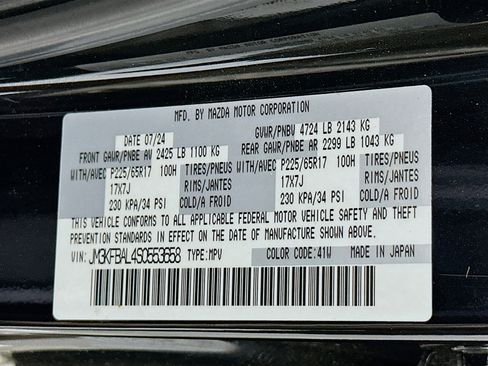 MFD. BY MAZDA MOTOR CORPORATION
DATE 07/24 GVWR/PNBV 4724 LB 2143 KG
FRONT GAWR/PNBE AV 2425 LB 1100 KG REAR GAWR/PNBE AR 2299 LB 1043 KG
WITH/AVEC P225/65R17 100H TIRES/PNEUS WITH/AVEC P225/65R17 100H TIRES/PNEUS
17X7J RIMS/JANTES 17X7J RIMS/JANTES
230 KPA/34 PSI COLD/A FROID 230 KPA/34 PSI COLD/A FROID
THIS VEHICLE CONFORMS TO ALL APPLICABLE FEDERAL MOTOR VEHICLE SAFETY AND THEFT
PREVENTION STANDARDS IN EFFECT ON THE DATE OF MANUFACTURE SHOWN ABOVE.
VIN: JM3KFBAL4S0553658 TYPE:MPV COLOR CODE:41W MADE IN JAPAN